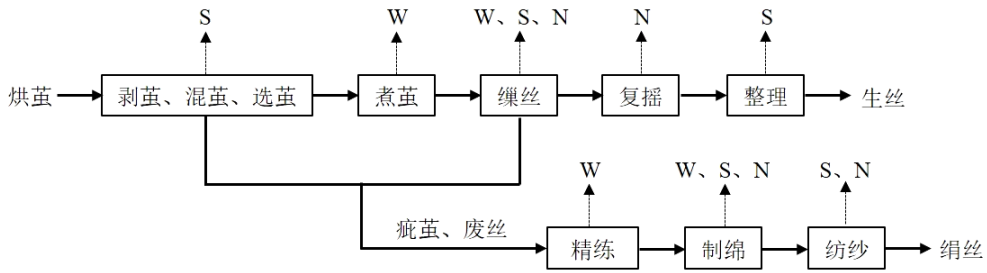 S W W、S、N N S
烘茧 剥茧、混茧、选茧 煮茧 缫丝 复摇 整理 生丝
W W、S、N S、N
疵茧、废丝
精练 制绵 纺纱 绢丝